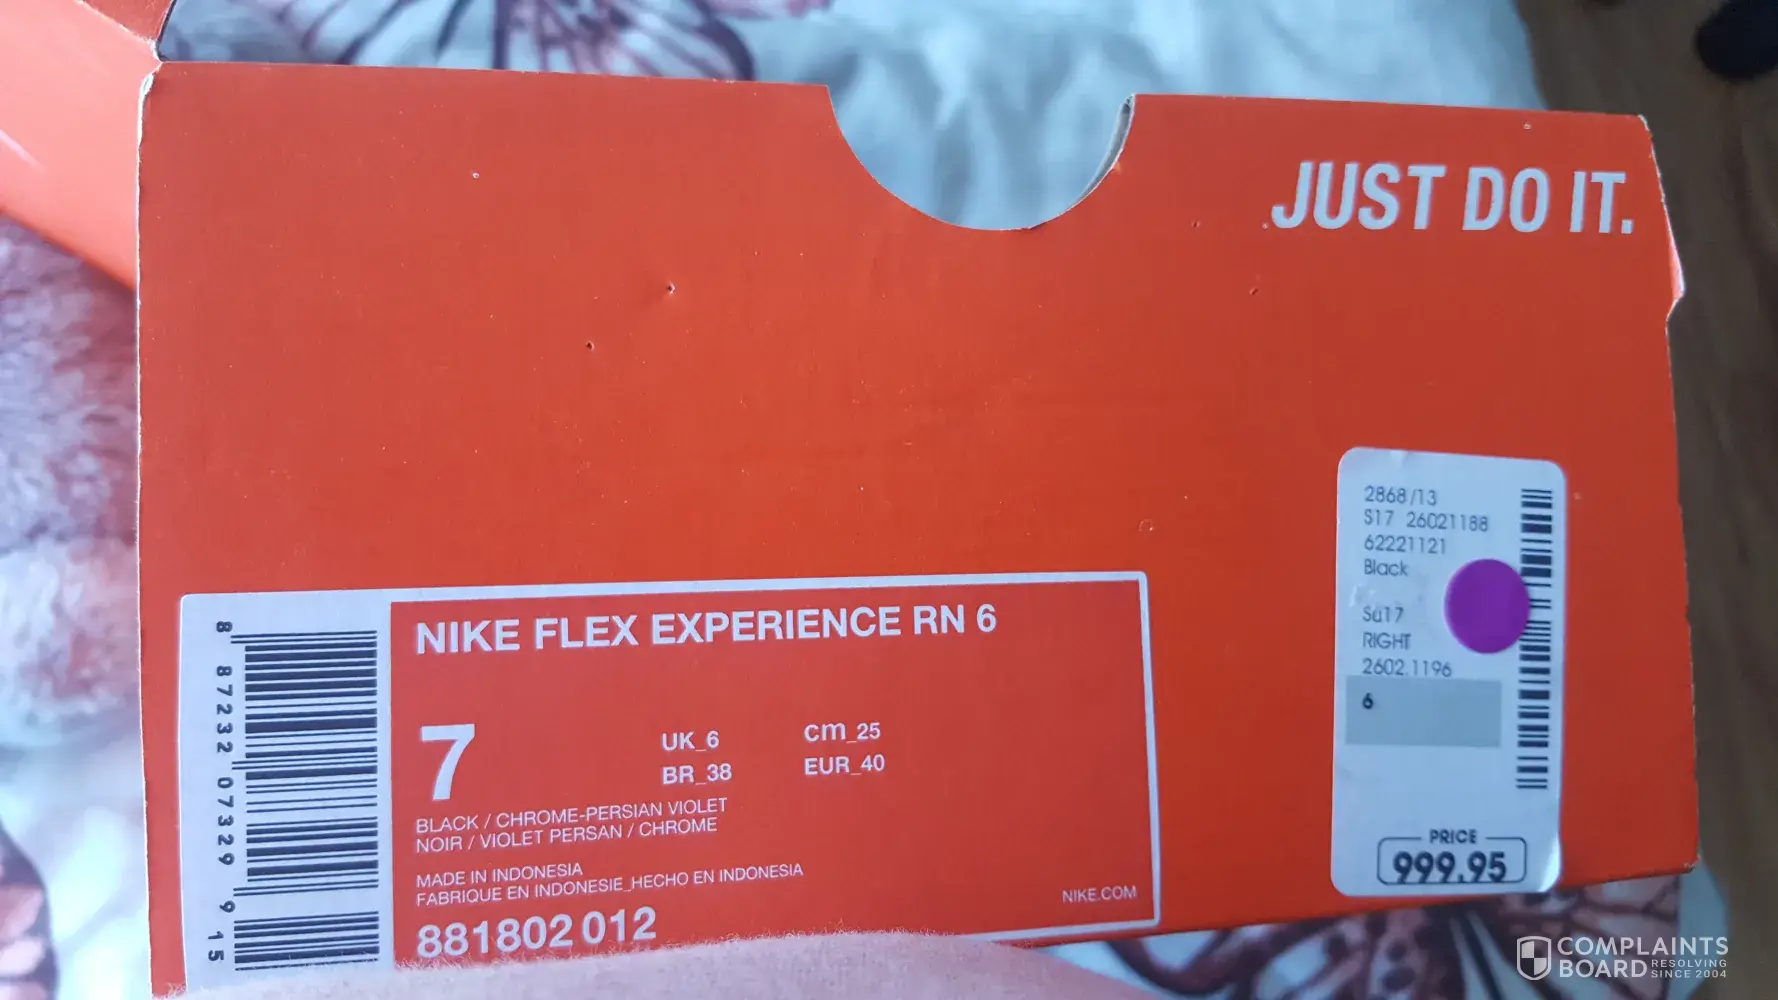 JUST DO IT.
2868/13
S17 26021188
62221121
Black
Su17
RIGHT
2602.1196
6
PRICE
999.95
8 87232 07329 9 15
NIKE FLEX EXPERIENCE RN 6
7
UK_6
Cm_25
BR_38
EUR_40
BLACK / CHROME-PERSIAN VIOLET
NOIR / VIOLET PERSAN / CHROME
MADE IN INDONESIA
FABRIQUE EN INDONESIE_HECHO EN INDONESIA
881802 012
NIKE.COM
COMPLAINTS
BOARD RESOLVING
SINCE 2004